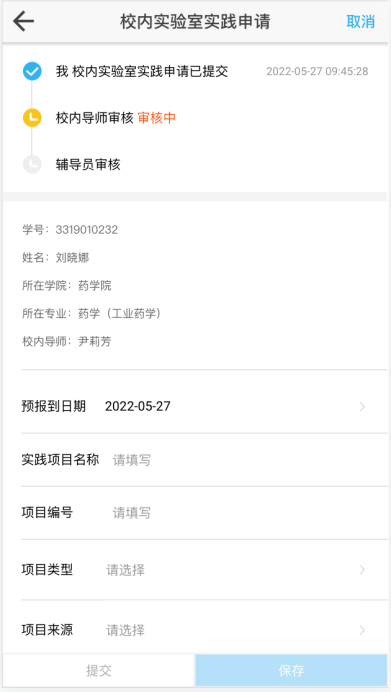 校内实验室实践申请 取消
我 校内实验室实践申请已提交 2022-05-27 09:45:28
校内导师审核 审核中
辅导员审核
学号：3319010232
姓名：刘晓娜
所在学院：药学院
所在专业：药学（工业药学）
校内导师：尹莉芳
预报到日期 2022-05-27
实践项目名称 请填写
项目编号 请填写
项目类型 请选择
项目来源 请选择
提交 保存